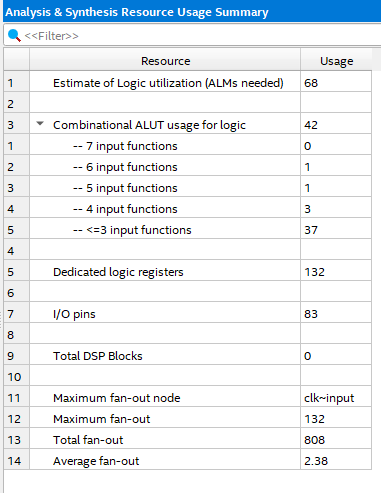 Analysis & Synthesis Resource Usage Summary
<<Filter>>
Resource Usage
1 Estimate of Logic utilization (ALMs needed) 68
2
3 Combinational ALUT usage for logic 42
1 -- 7 input functions 0
2 -- 6 input functions 1
3 -- 5 input functions 1
4 -- 4 input functions 3
5 -- <=3 input functions 37
4
5 Dedicated logic registers 132
6
7 I/O pins 83
8
9 Total DSP Blocks 0
10
11 Maximum fan-out node clk~input
12 Maximum fan-out 132
13 Total fan-out 808
14 Average fan-out 2.38